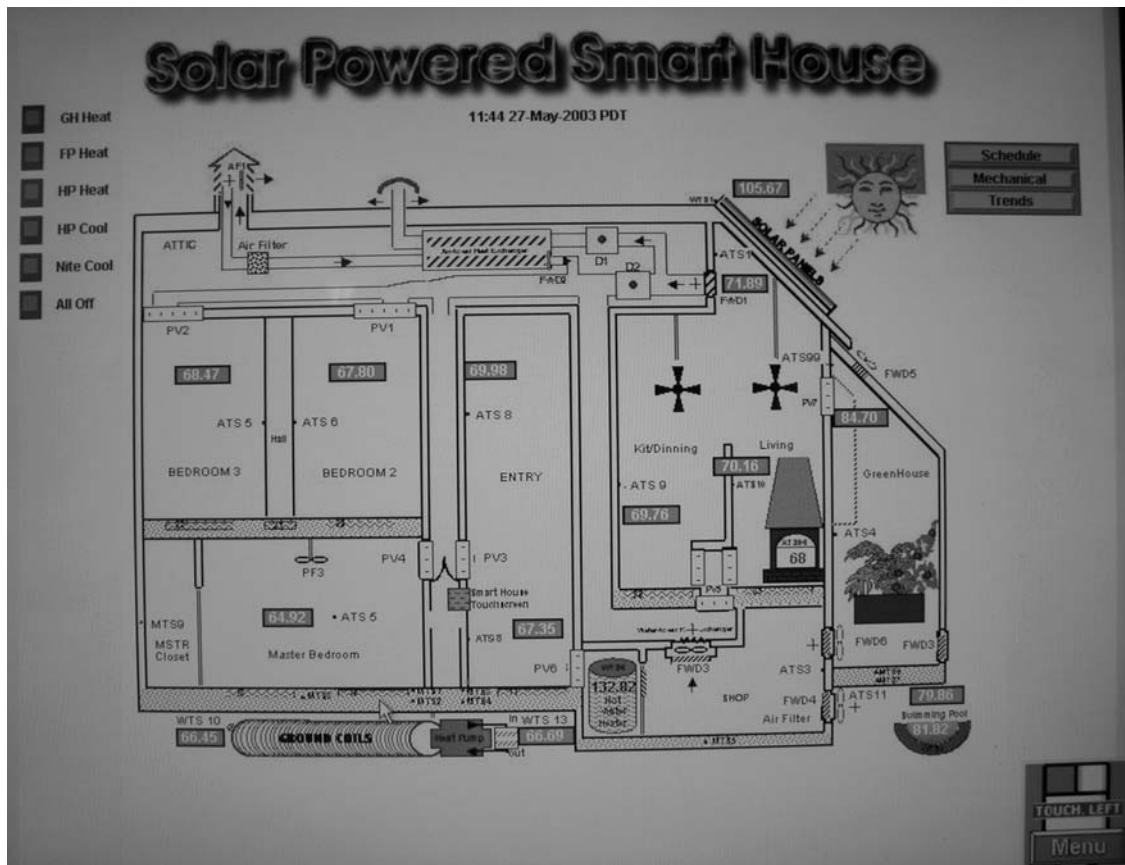 Solar Powered Smart House
11:44 27-May-2003 PDT
GH Heat
FP Heat
HP Heat
HP Cool
Nite Cool
All Off
Schedule
Mechanical
Trends
AF1
105.67
WTS1
SOLAR PANELS
ATTIC
Air Filter
D1
D2
ATS1
71.89
FWD1
PV2
PV1
68.47
67.80
69.98
ATS99
FWD5
PV7
84.70
ATS 5
ATS 6
ATS 8
Hall
Kit/Dinning
Living
70.16
BEDROOM 3
BEDROOM 2
ENTRY
GreenHouse
ATS 9
ATS10
69.76
68
ATS4
PV4
PV3
PF3
PV5
Smart House
Touchscreen
64.92
ATS 5
67.35
MTS9
MSTR
Closet
Master Bedroom
PV6
FWD3
FWD6
FWD3
ATS3
132.82
Hot
Heater
SHOP
FWD4
ATS11
Air Filter
79.86
Swimming Pool
81.82
WTS 10
66.45
GROUND COILS
Heat Pump
In
WTS 13
66.69
out
TOUCH, LEFT
Menu